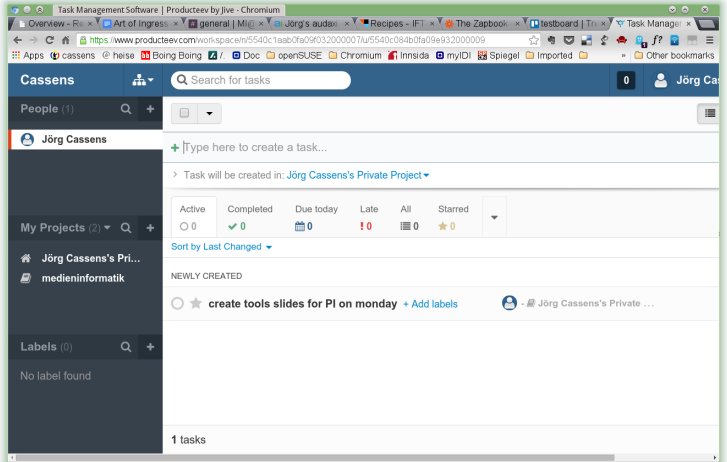 Task Management Software | Producteev by Jive - Chromium
Overview - Re
Art of Ingress
general | Mi
Jörg's audax
Recipes - IFT
The Zapbook
testboard | Tr
Task Manage
https://www.producteev.com/workspace/n/5540c1aab0fa09f032000007/u/5540c084b0fa09e932000009
Apps
cassens
heise
Boing Boing
/.
Doc
openSUSE
Chromium
Innsida
myIDI
Spiegel
Imported
»
Other bookmarks
Cassens
Search for tasks
0
Jörg Cas
People (1)
Jörg Cassens
Type here to create a task...
Task will be created in: Jörg Cassens's Private Project
My Projects (2)
Jörg Cassens's Pri...
medieninformatik
Active
0
Completed
0
Due today
0
Late
0
All
0
Starred
0
Sort by Last Changed
NEWLY CREATED
create tools slides for PI on monday + Add labels
- Jörg Cassens's Private ...
Labels (0)
No label found
1 tasks